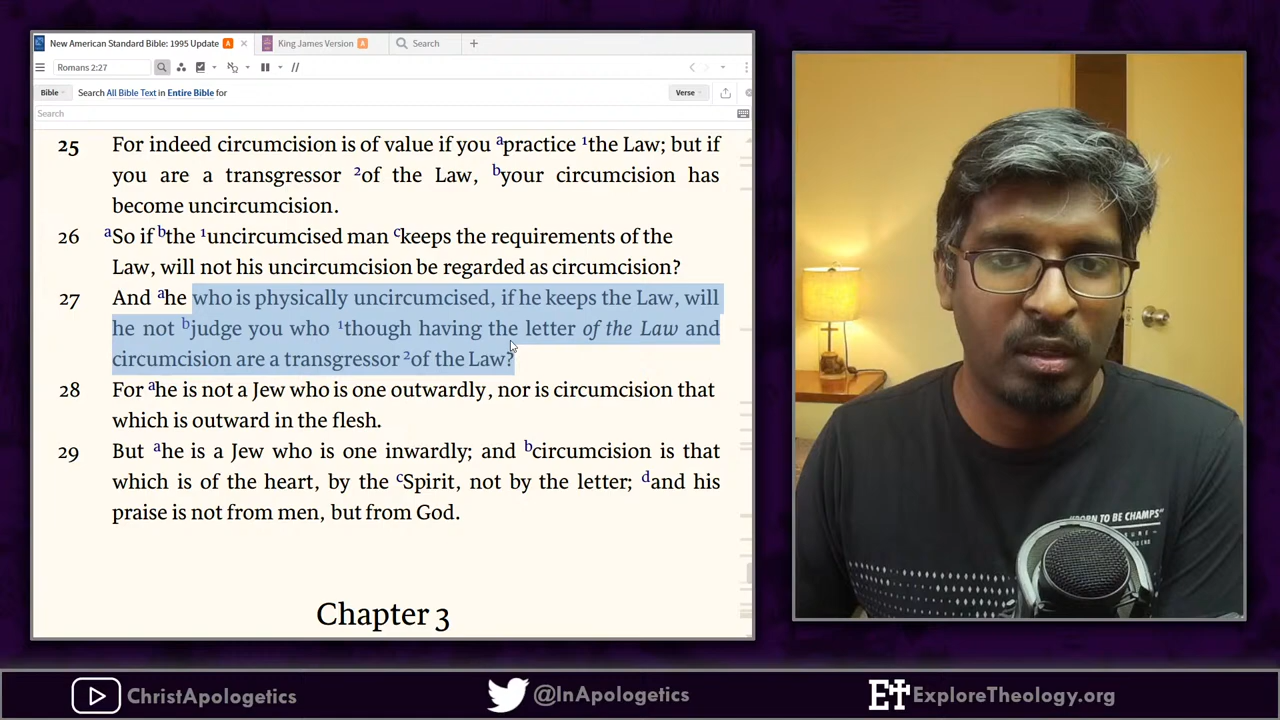 New American Standard Bible: 1995 Update A
King James Version A
Search
Romans 2:27
Bible
Search All Bible Text in Entire Bible for
Verse
Search
25 For indeed circumcision is of value if you apractice 1the Law; but if
you are a transgressor 2of the Law, byour circumcision has
become uncircumcision.
26 aSo if bthe 1uncircumcised man ckeeps the requirements of the
Law, will not his uncircumcision be regarded as circumcision?
27 And ahe who is physically uncircumcised, if he keeps the Law, will
he not bjudge you who 1though having the letter of the Law and
circumcision are a transgressor 2of the Law?
28 For ahe is not a Jew who is one outwardly, nor is circumcision that
which is outward in the flesh.
29 But ahe is a Jew who is one inwardly; and bcircumcision is that
which is of the heart, by the cSpirit, not by the letter; dand his
praise is not from men, but from God.
Chapter 3
TO BE CHAMPS"
ChristApologetics
@InApologetics
ET ExploreTheology.org